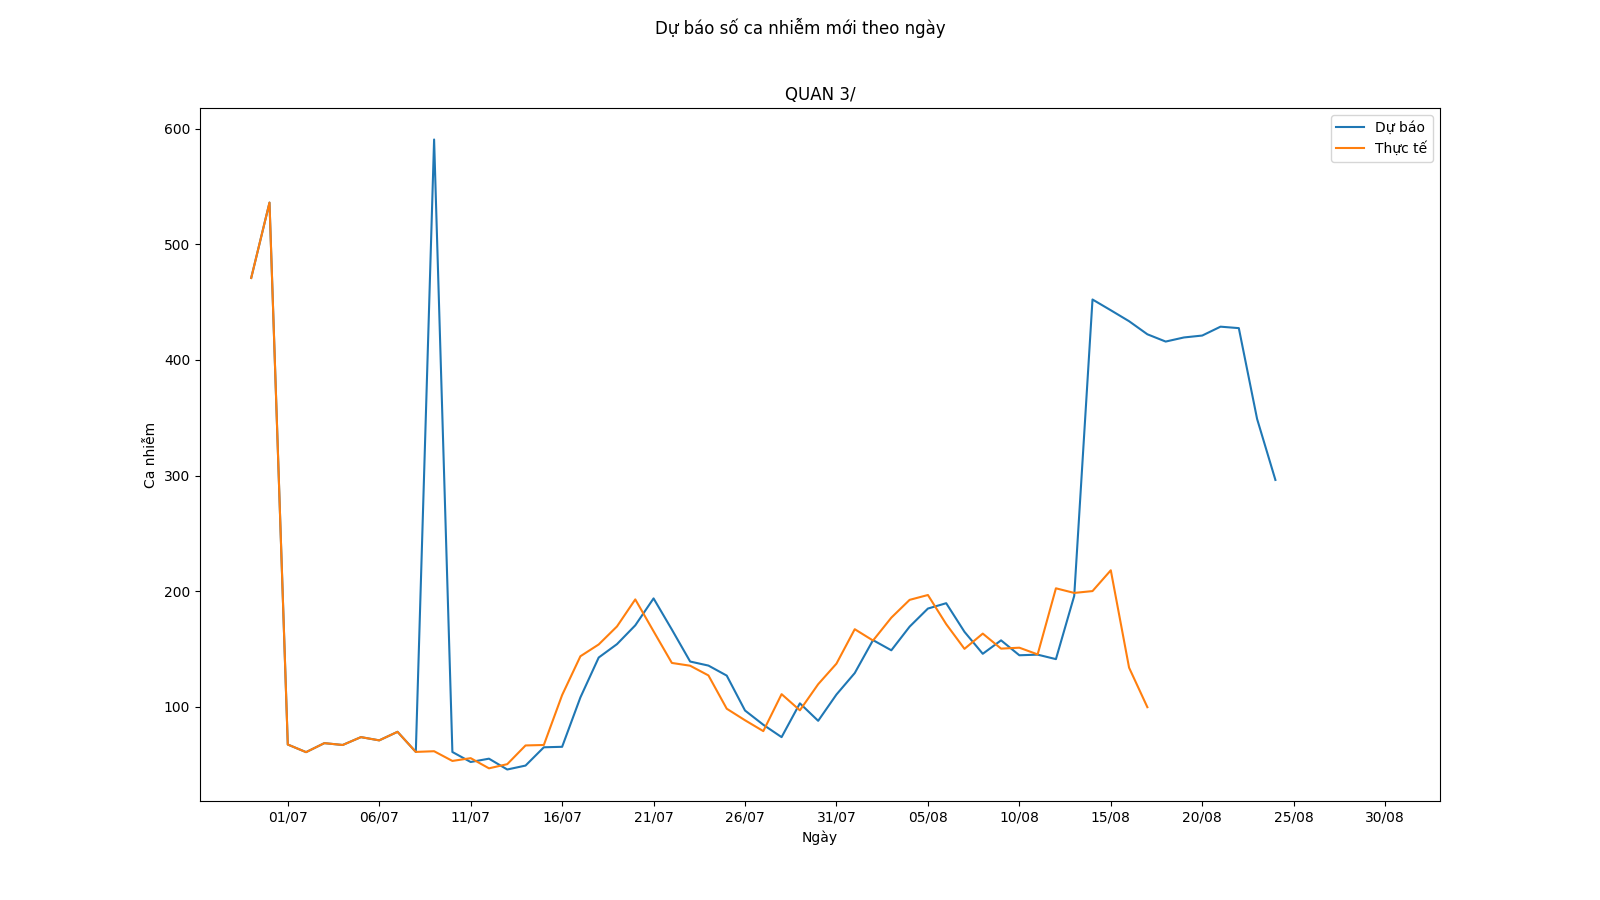 Dự báo số ca nhiễm mới theo ngày
QUAN 3/
Dự báo
Thực tế
600
500
400
300
200
100
Ca nhiễm
01/07 06/07 11/07 16/07 21/07 26/07 31/07 05/08 10/08 15/08 20/08 25/08 30/08
Ngày